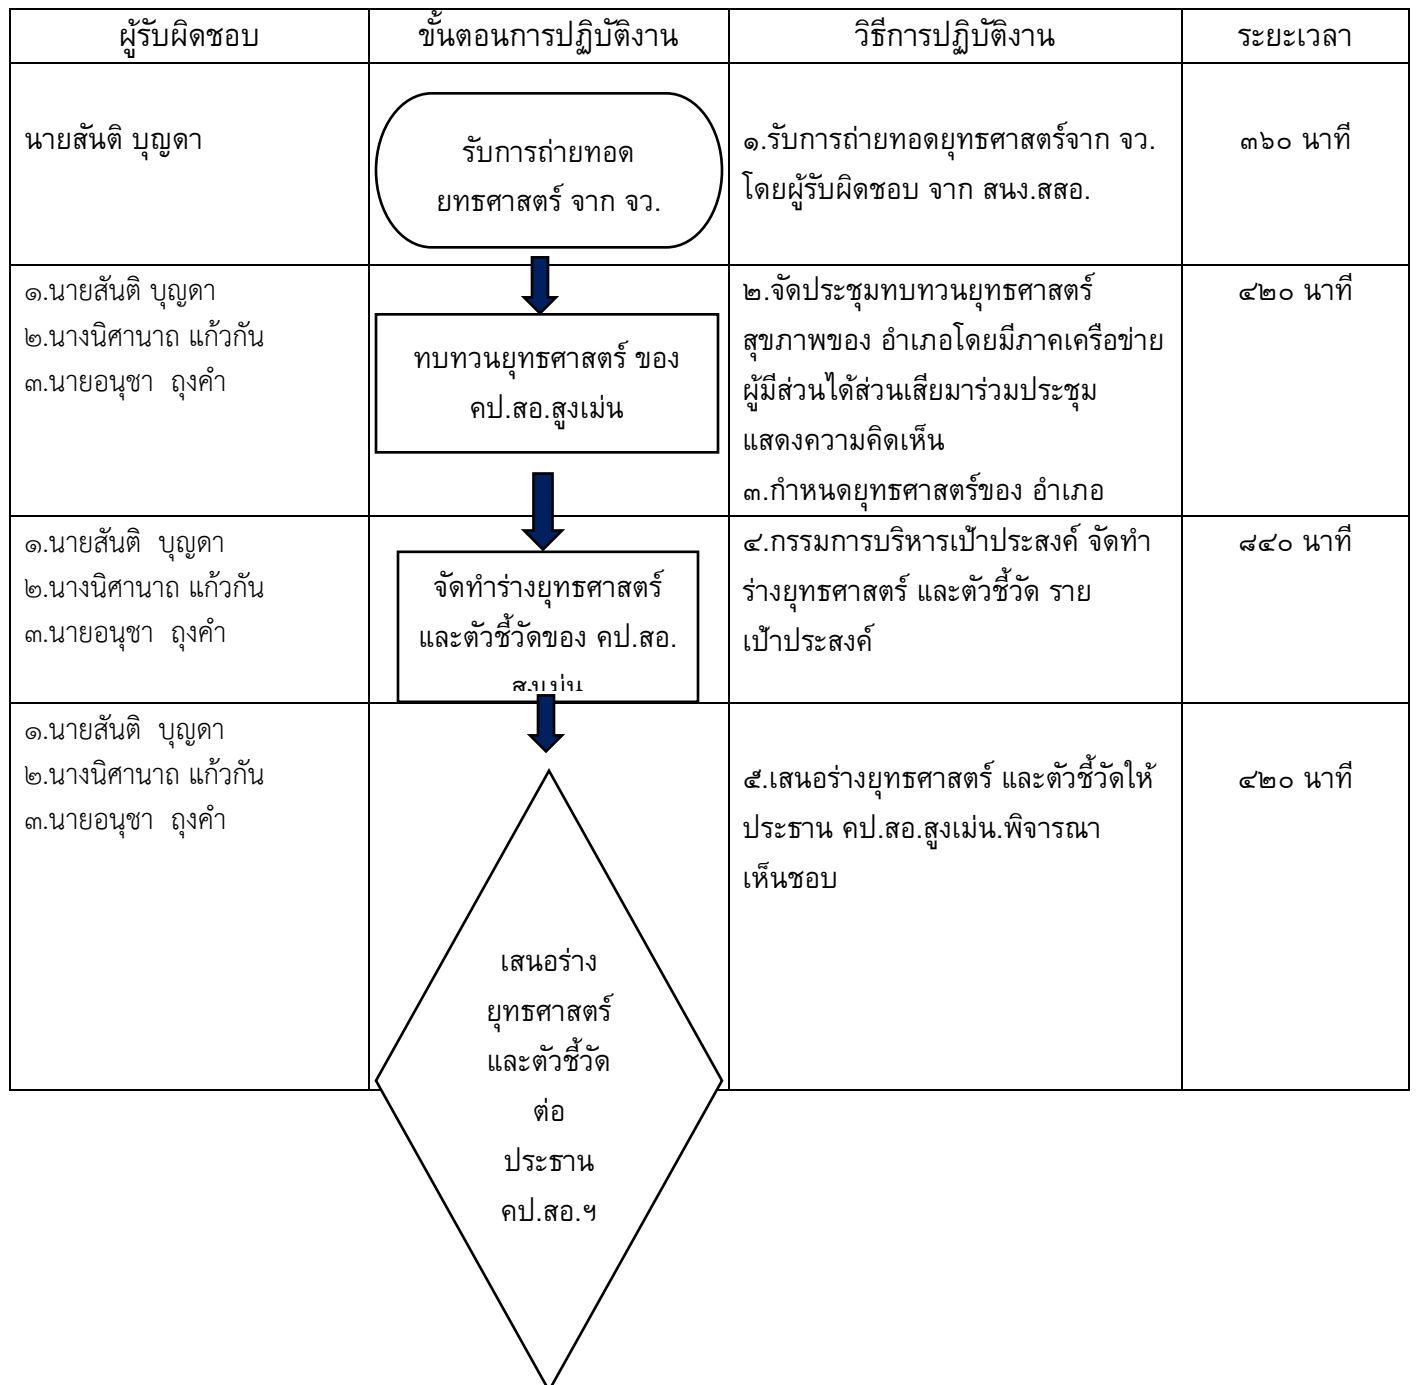 ผู้รับผิดชอบ
ขั้นตอนการปฏิบัติงาน
วิธีการปฏิบัติงาน
ระยะเวลา
นายสันติ บุญดา
รับการถ่ายทอด
ยทธศาสตร์ จาก จว.
๑.รับการถ่ายทอดยุทธศาสตร์จาก จว.
โดยผู้รับผิดชอบ จาก สนง.สสอ.
๓๖๐ นาที
๑.นายสันติ บุญดา
๒.นางนิศานาถ แก้วกัน
๓.นายอนุชา ถุงคำ
ทบทวนยุทธศาสตร์ ของ
คป.สอ.สูงเม่น
๒.จัดประชุมทบทวนยุทธศาสตร์
สุขภาพของ อำเภอโดยมีภาคเครือข่าย
ผู้มีส่วนได้ส่วนเสียมาร่วมประชุม
แสดงความคิดเห็น
๓.กำหนดยุทธศาสตร์ของ อำเภอ
๔๒๐ นาที
๑.นายสันติ บุญดา
๒.นางนิศานาถ แก้วกัน
๓.นายอนุชา ถุงคำ
จัดทำร่างยุทธศาสตร์
และตัวชี้วัดของ คป.สอ.
๔.กรรมการบริหารเป้าประสงค์ จัดทำ
ร่างยุทธศาสตร์ และตัวชี้วัด ราย
เป้าประสงค์
๘๔๐ นาที
๑.นายสันติ บุญดา
๒.นางนิศานาถ แก้วกัน
๓.นายอนุชา ถุงคำ
เสนอร่าง
ยุทธศาสตร์
และตัวชี้วัด
ต่อ
ประธาน
คป.สอ.ฯ
๕.เสนอร่างยุทธศาสตร์ และตัวชี้วัดให้
ประธาน คป.สอ.สูงเม่น.พิจารณา
เห็นชอบ
๔๒๐ นาที